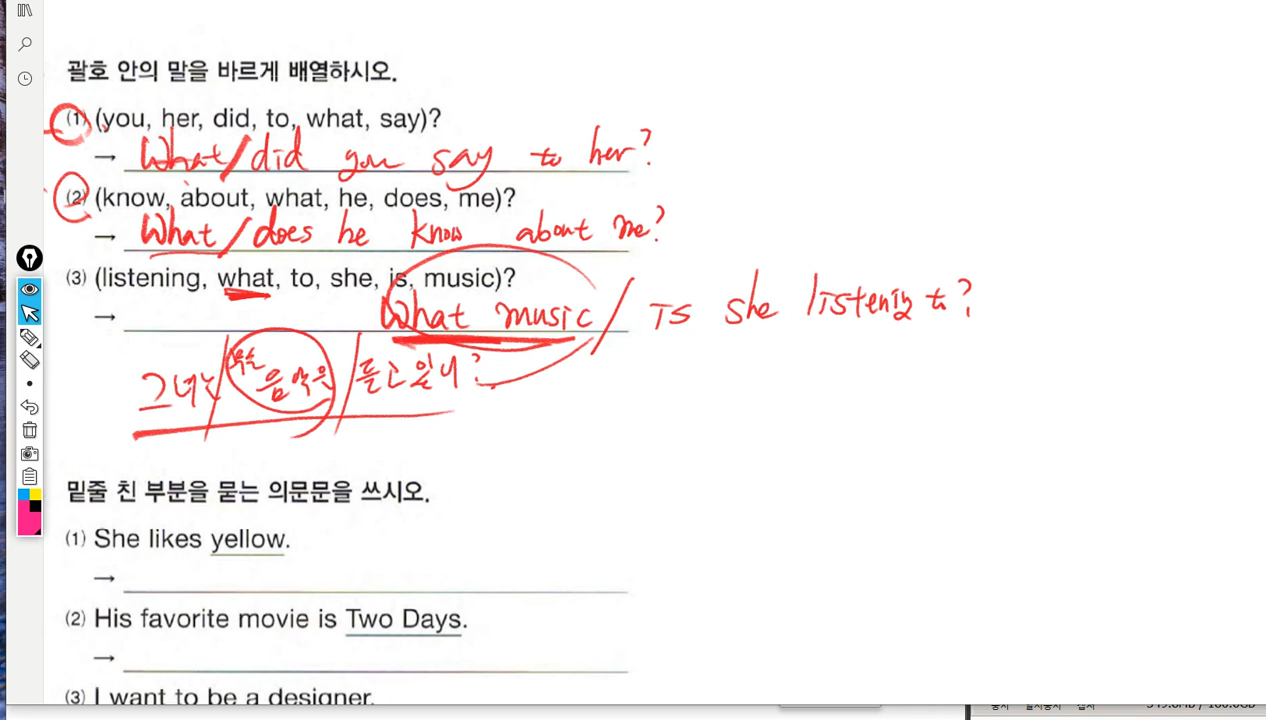 괄호 안의 말을 바르게 배열하시오.
(1) (you, her, did, to, what, say)?
→ What / did you say to her?
(2) (know, about, what, he, does, me)?
→ What / does he know about me?
(3) (listening, what, to, she, is, music)?
→ What music / is she listening to?
그녀는 / 무슨 음악을 / 듣고 있니?
밑줄 친 부분을 묻는 의문문을 쓰시오.
(1) She likes yellow.
→
(2) His favorite movie is Two Days.
→
(3) I want to be a designer.